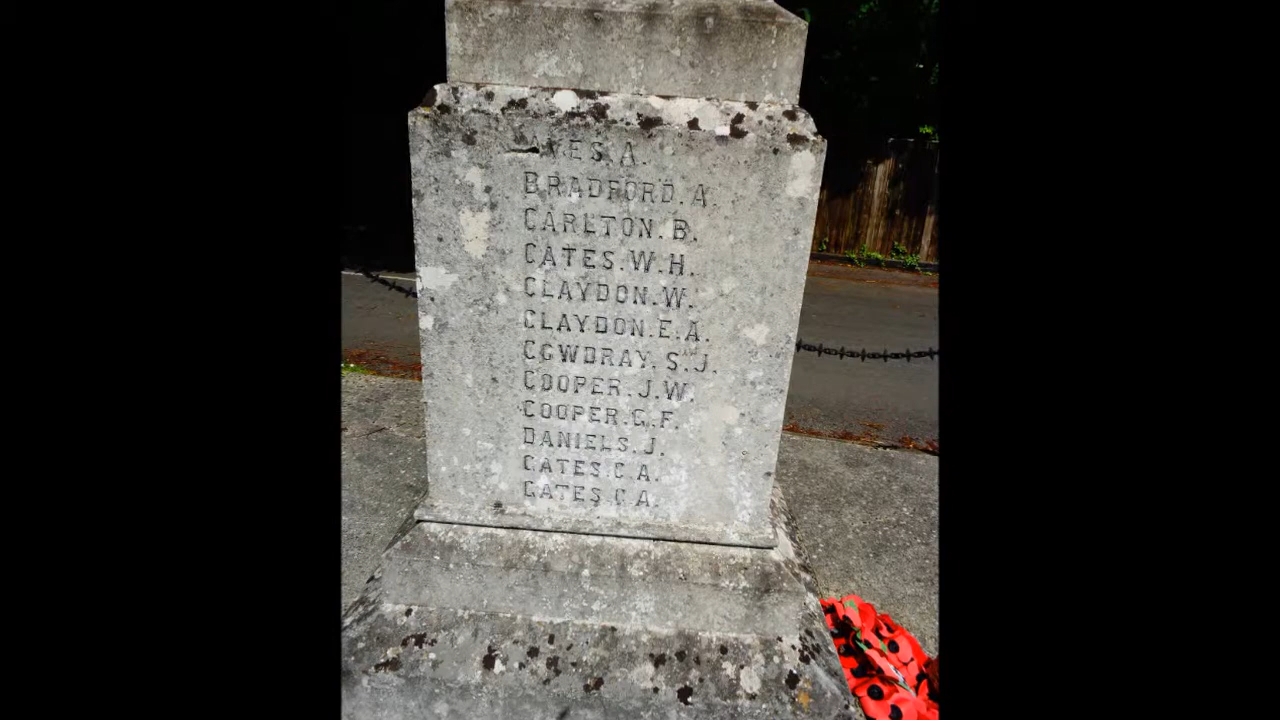 A.
BRADFORD. A.
CARLTON. B.
CATES. W. H.
CLAYDON. W.
CLAYDON. E. A.
COWDRAY. S. J.
COOPER. J. W.
COOPER. G. F.
DANIELS. J.
CATES. C. A.
CATES. C. A.